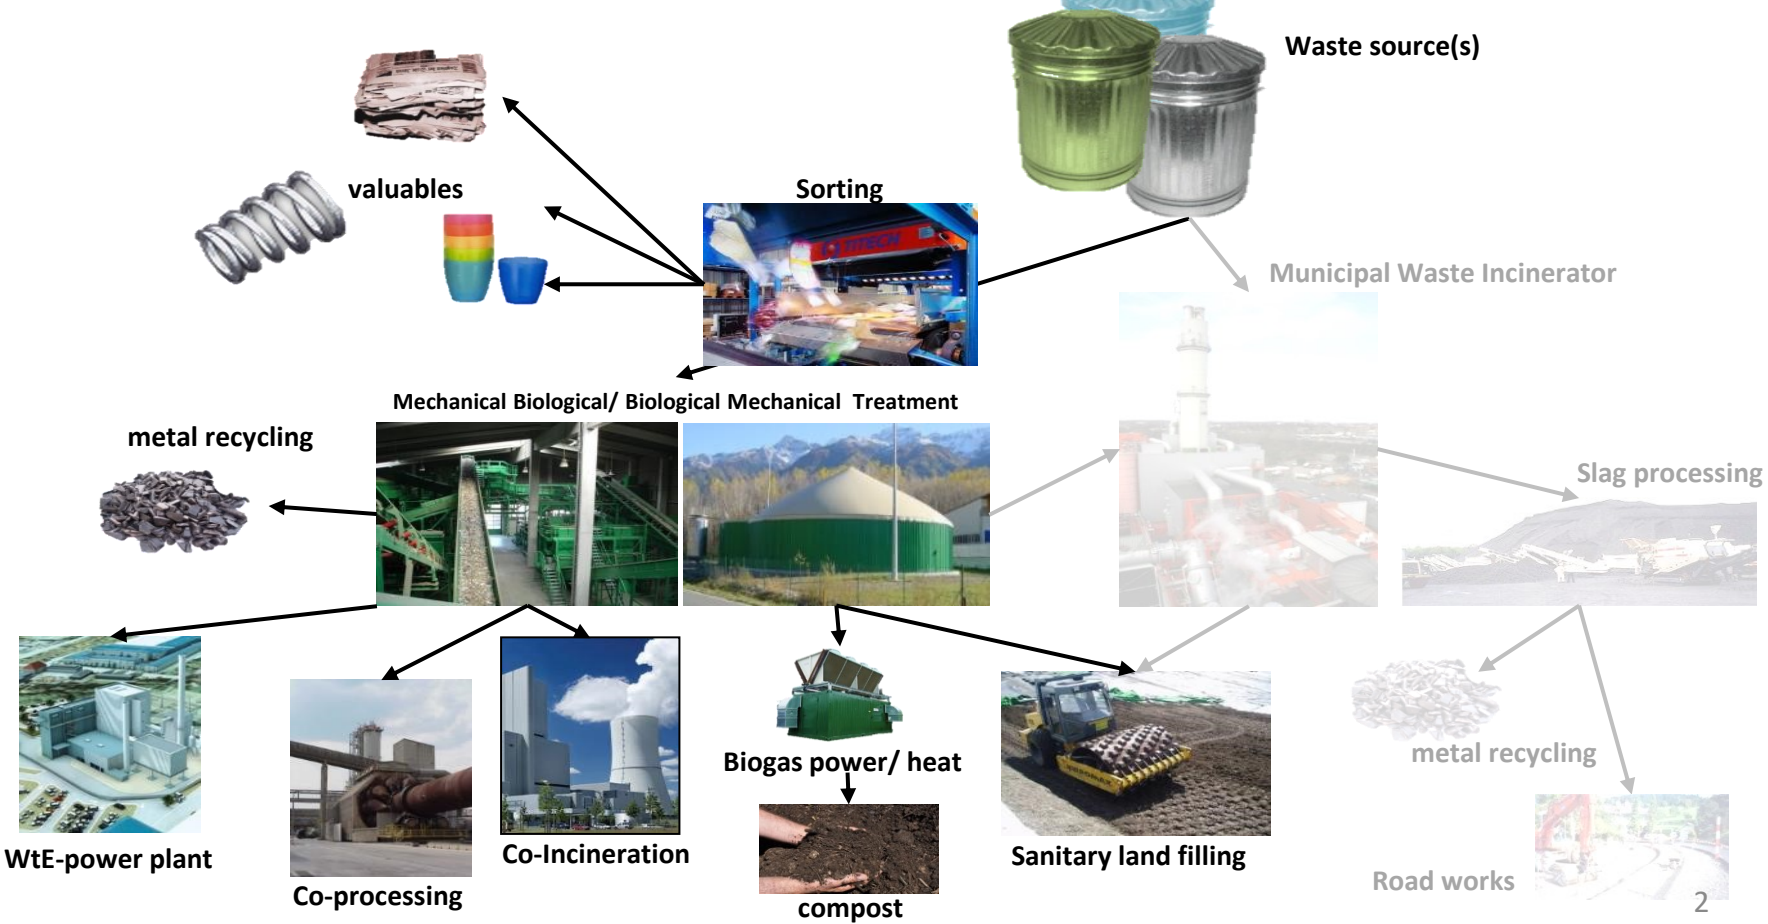 Waste source(s)
valuables
Sorting
TITECH
Municipal Waste Incinerator
Mechanical Biological/ Biological Mechanical  Treatment
metal recycling
Slag processing
Biogas power/ heat
metal recycling
WtE-power plant
Co-Incineration
Sanitary land filling
Co-processing
compost
Road works
2